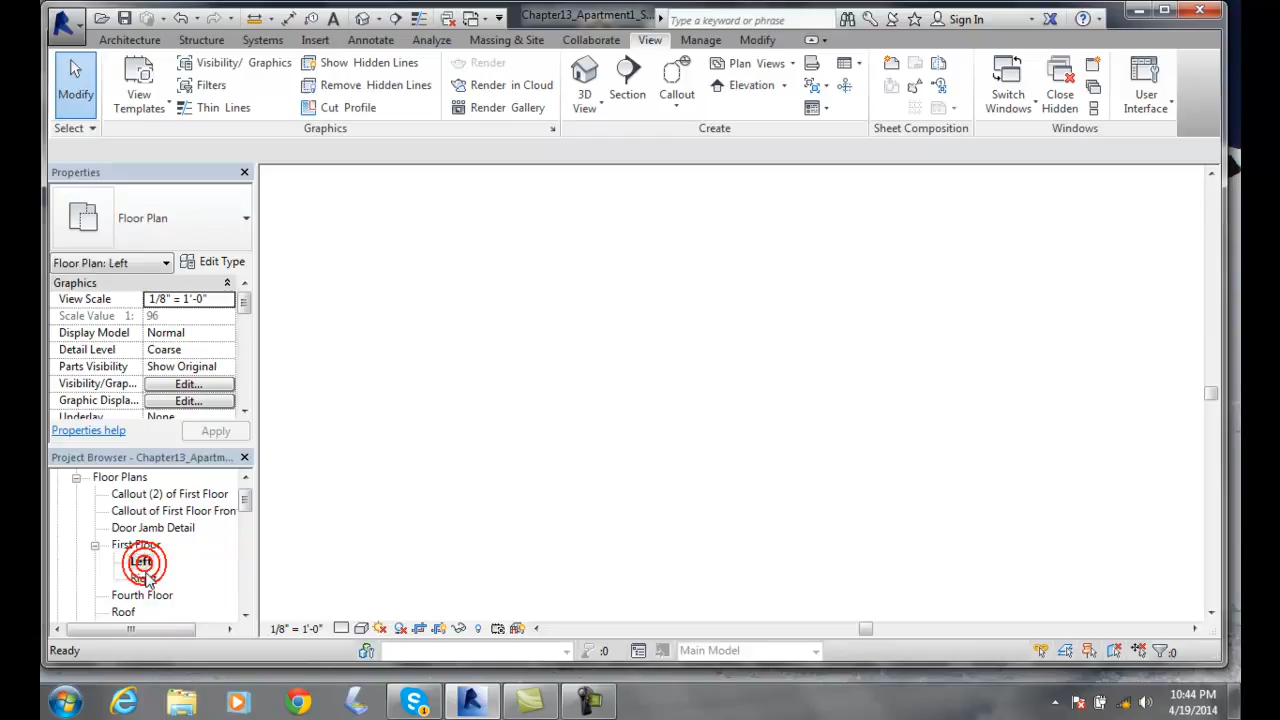 Chapter13_Apartment1_S...
Type a keyword or phrase
Sign In
Architecture Structure Systems Insert Annotate Analyze Massing & Site Collaborate View Manage Modify
Modify
View Templates
Visibility/ Graphics
Filters
Thin Lines
Show Hidden Lines
Remove Hidden Lines
Cut Profile
Render
Render in Cloud
Render Gallery
3D View
Section
Callout
Plan Views
Elevation
Switch Windows
Close Hidden
User Interface
Select Graphics Create Sheet Composition Windows
Properties
Floor Plan
Floor Plan: Left Edit Type
Graphics
View Scale 1/8" = 1'-0"
Scale Value 1: 96
Display Model Normal
Detail Level Coarse
Parts Visibility Show Original
Visibility/Grap... Edit...
Graphic Displa... Edit...
Underlay None
Properties help Apply
Project Browser - Chapter13_Apartm...
Floor Plans
Callout (2) of First Floor
Callout of First Floor Fron
Door Jamb Detail
First Floor
Left
Fourth Floor
Roof
1/8" = 1'-0"
Ready :0 Main Model :0
10:44 PM
4/19/2014